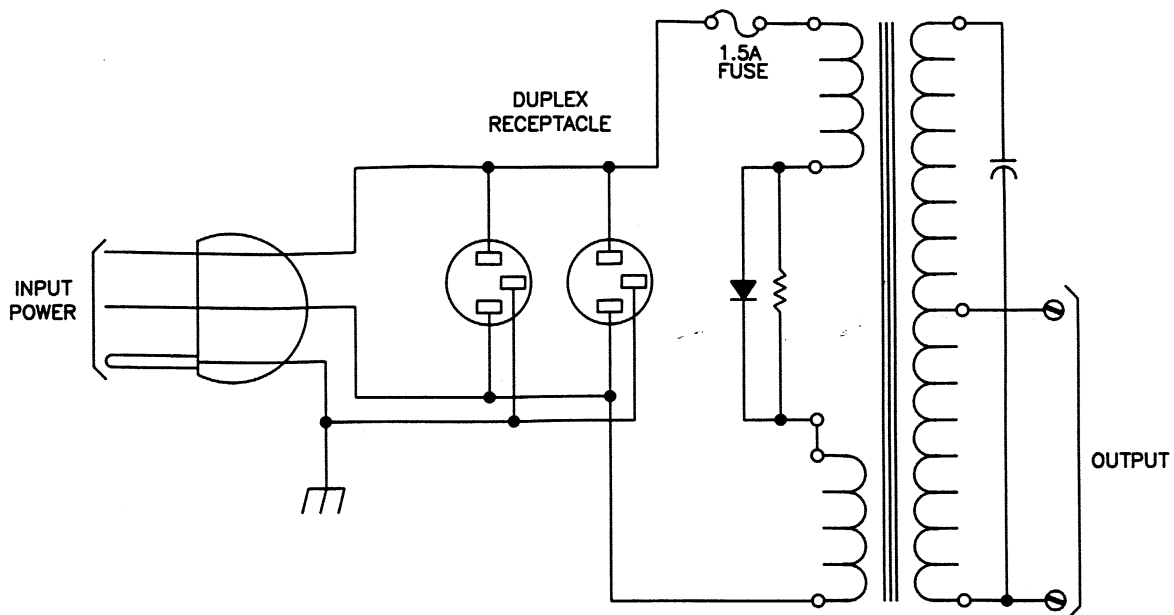 1.5A
FUSE
DUPLEX
RECEPTACLE
INPUT
POWER
OUTPUT